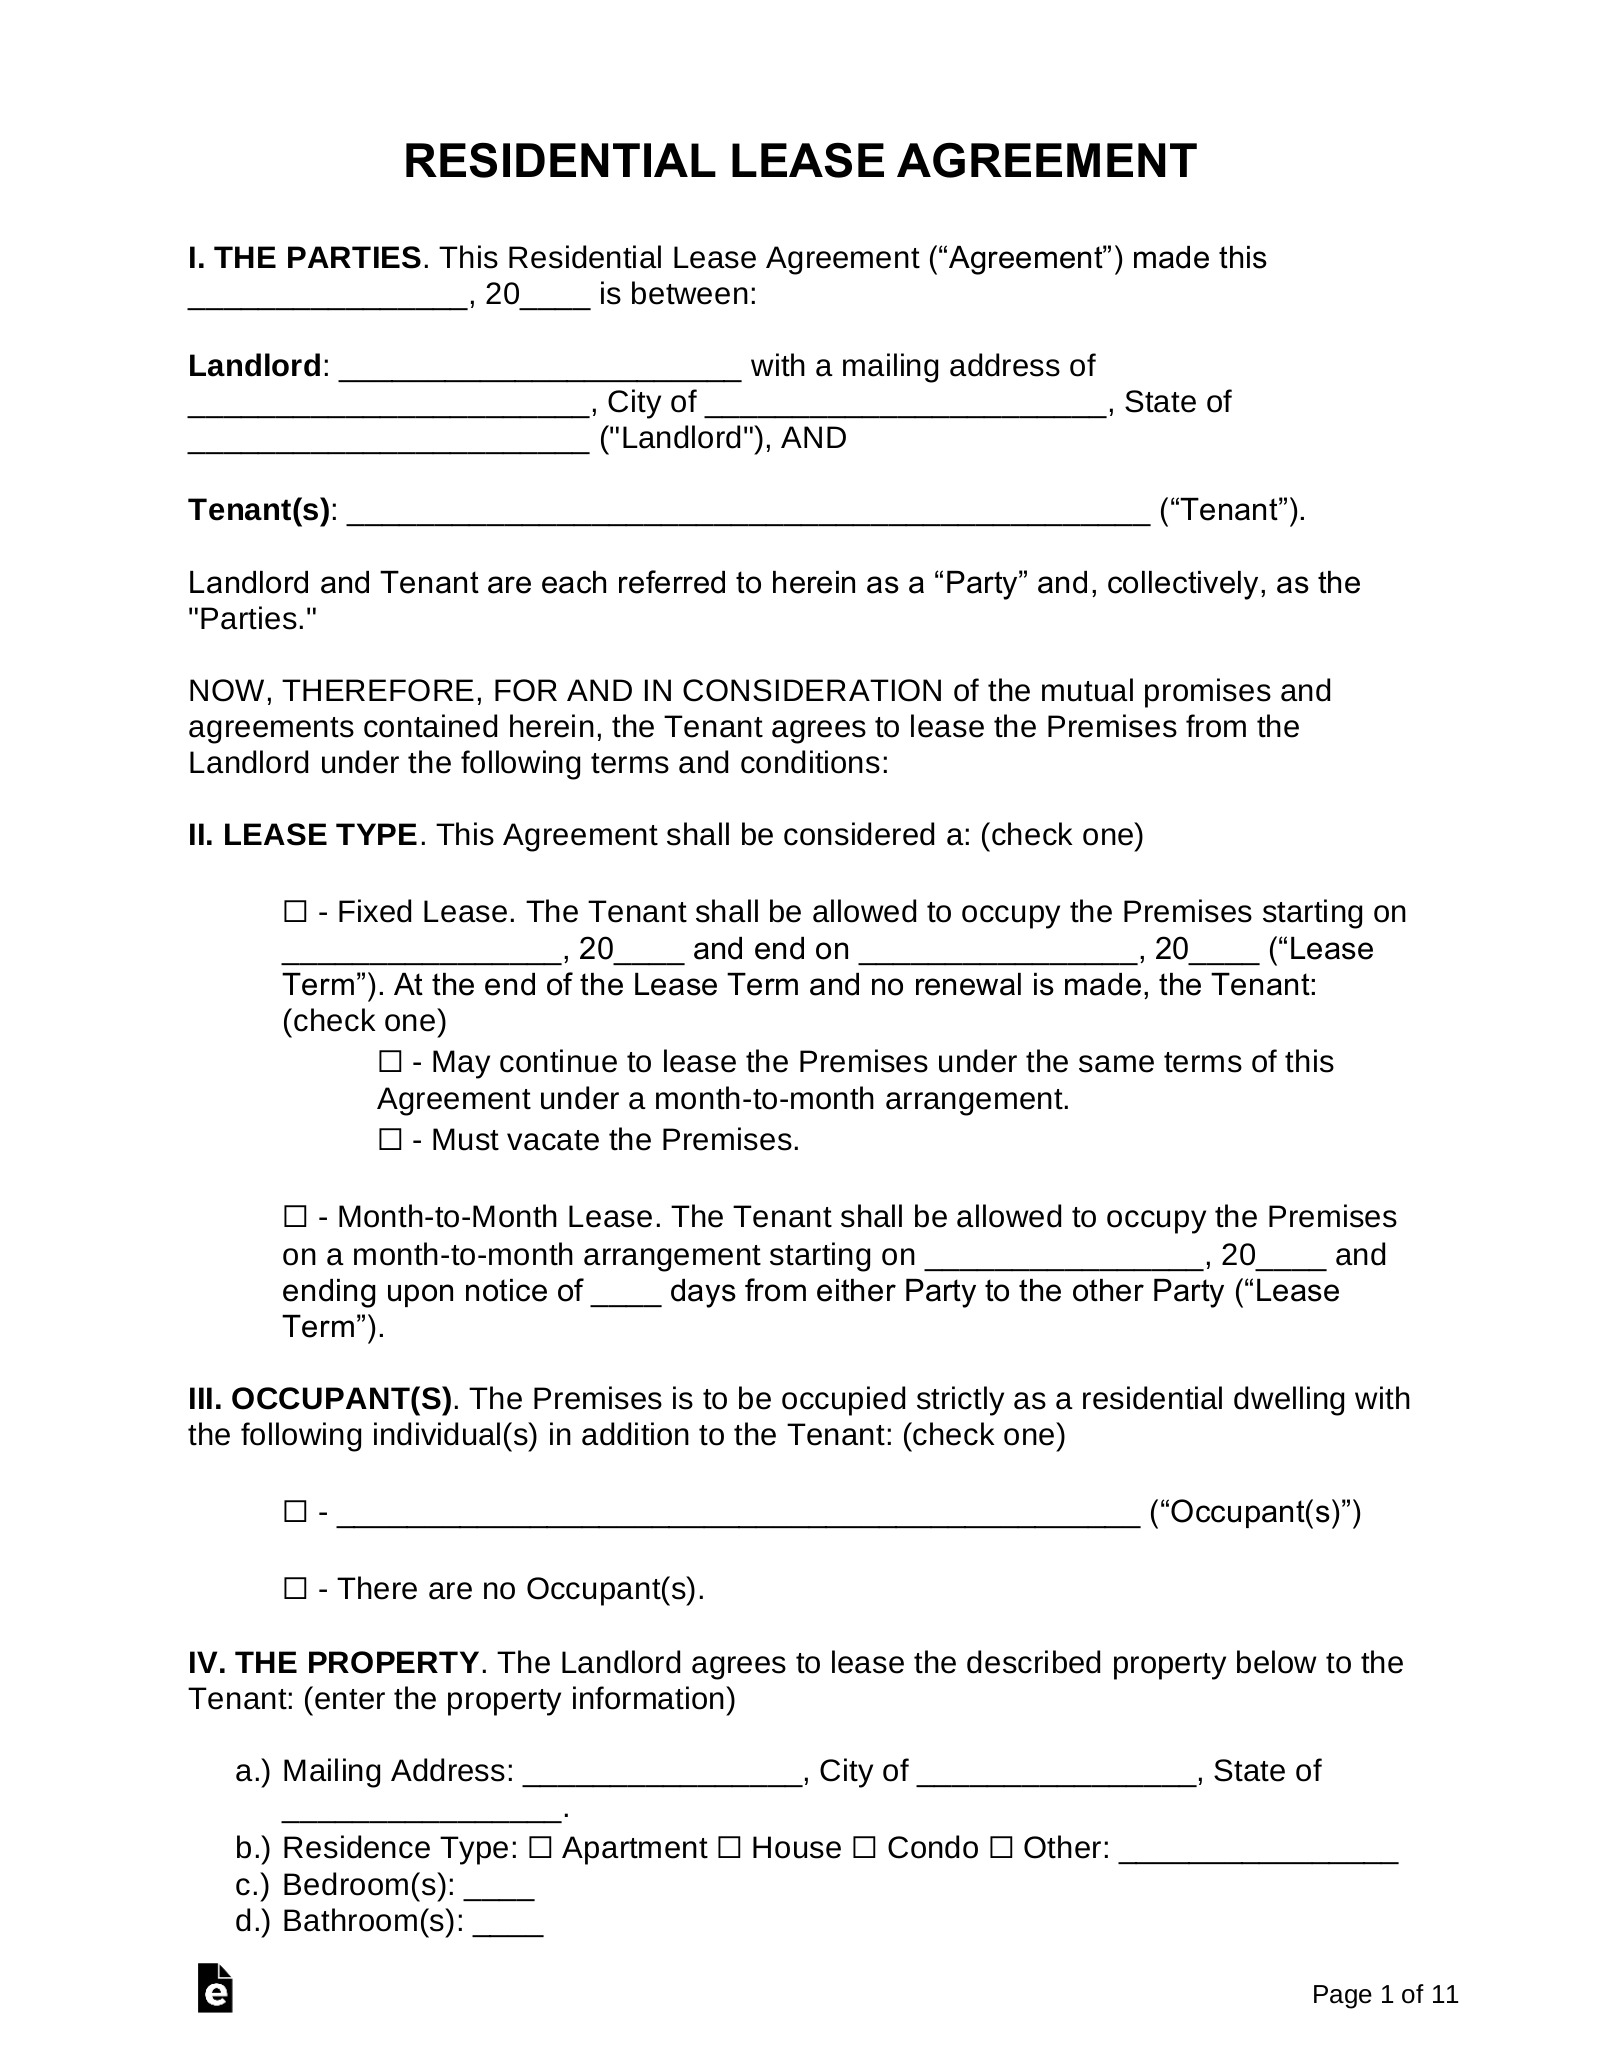 RESIDENTIAL LEASE AGREEMENT
I. THE PARTIES. This Residential Lease Agreement (“Agreement”) made this
________________, 20____ is between:
Landlord: _______________________ with a mailing address of
_______________________, City of _______________________, State of
_______________________ ("Landlord"), AND
Tenant(s): ______________________________________________ (“Tenant”).
Landlord and Tenant are each referred to herein as a “Party” and, collectively, as the
"Parties."
NOW, THEREFORE, FOR AND IN CONSIDERATION of the mutual promises and
agreements contained herein, the Tenant agrees to lease the Premises from the
Landlord under the following terms and conditions:
II. LEASE TYPE. This Agreement shall be considered a: (check one)
☐ - Fixed Lease. The Tenant shall be allowed to occupy the Premises starting on
________________, 20____ and end on ________________, 20____ (“Lease
Term”). At the end of the Lease Term and no renewal is made, the Tenant:
(check one)
☐ - May continue to lease the Premises under the same terms of this
Agreement under a month-to-month arrangement.
☐ - Must vacate the Premises.
☐ - Month-to-Month Lease. The Tenant shall be allowed to occupy the Premises
on a month-to-month arrangement starting on ________________, 20____ and
ending upon notice of ____ days from either Party to the other Party (“Lease
Term”).
III. OCCUPANT(S). The Premises is to be occupied strictly as a residential dwelling with
the following individual(s) in addition to the Tenant: (check one)
☐ - ______________________________________________ (“Occupant(s)”)
☐ - There are no Occupant(s).
IV. THE PROPERTY. The Landlord agrees to lease the described property below to the
Tenant: (enter the property information)
a.) Mailing Address: ________________, City of ________________, State of
________________.
b.) Residence Type: ☐ Apartment ☐ House ☐ Condo ☐ Other: ________________
c.) Bedroom(s): ____
d.) Bathroom(s): ____
e
Page 1 of 11